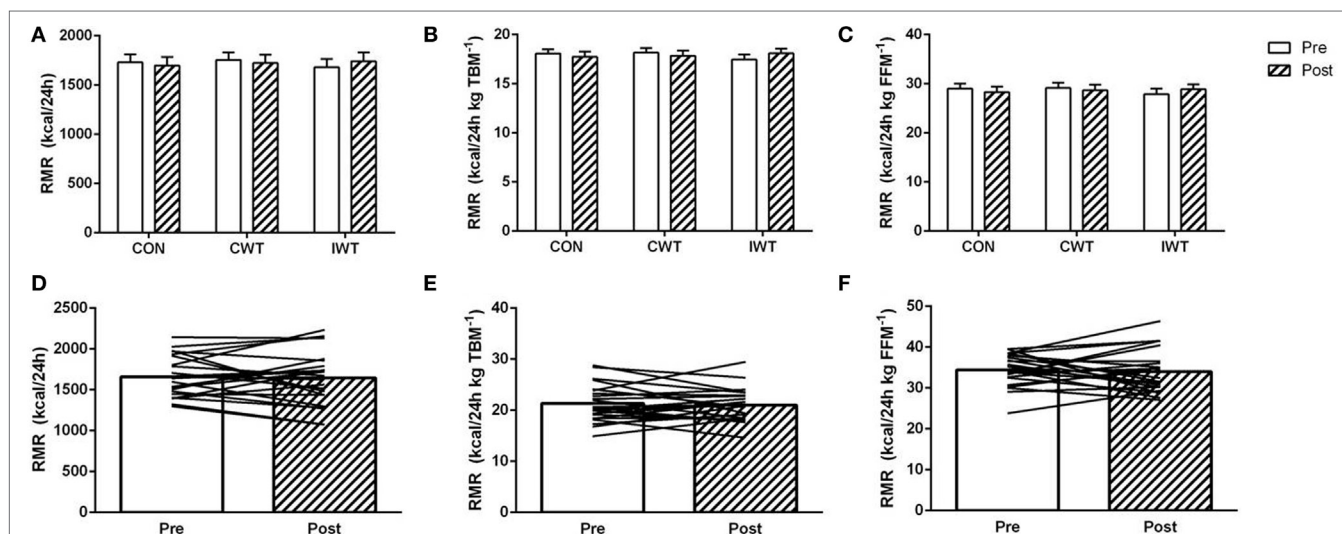 A
RMR (kcal/24h)
2000
1500
1000
500
0
CON CWT IWT
B
RMR (kcal/24h kg TBM⁻¹)
20
15
10
5
0
CON CWT IWT
C
RMR (kcal/24h kg FFM⁻¹)
50
40
30
20
10
0
CON CWT IWT
Pre
Post
D
RMR (kcal/24h)
2500
2000
1500
1000
500
0
Pre Post
E
RMR (kcal/24h kg TBM⁻¹)
40
30
20
10
0
Pre Post
F
RMR (kcal/24h kg FFM⁻¹)
50
40
30
20
10
0
Pre Post